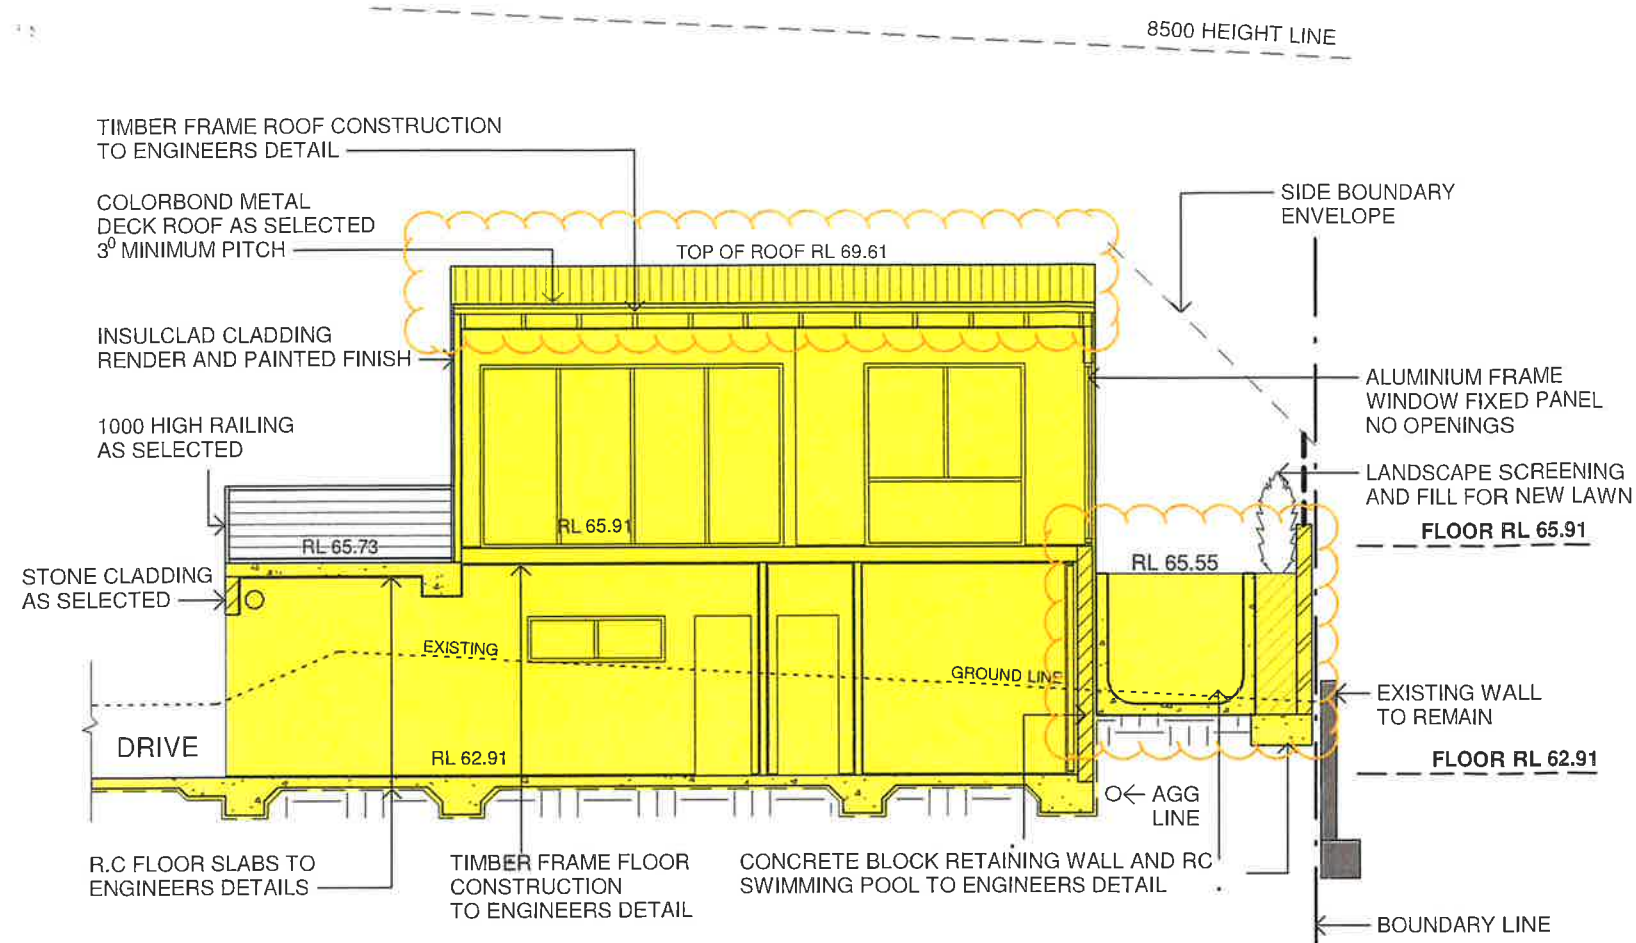 8500 HEIGHT LINE
TIMBER FRAME ROOF CONSTRUCTION
TO ENGINEERS DETAIL
COLORBOND METAL
DECK ROOF AS SELECTED
3⁰ MINIMUM PITCH
SIDE BOUNDARY
ENVELOPE
TOP OF ROOF RL 69.61
INSULCLAD CLADDING
RENDER AND PAINTED FINISH
ALUMINIUM FRAME
WINDOW FIXED PANEL
NO OPENINGS
1000 HIGH RAILING
AS SELECTED
LANDSCAPE SCREENING
AND FILL FOR NEW LAWN
RL 65.91
FLOOR RL 65.91
RL 65.73
RL 65.55
STONE CLADDING
AS SELECTED
EXISTING
GROUND LINE
EXISTING WALL
TO REMAIN
DRIVE
RL 62.91
FLOOR RL 62.91
AGG
LINE
R.C FLOOR SLABS TO
ENGINEERS DETAILS
TIMBER FRAME FLOOR
CONSTRUCTION
TO ENGINEERS DETAIL
CONCRETE BLOCK RETAINING WALL AND RC
SWIMMING POOL TO ENGINEERS DETAIL
BOUNDARY LINE